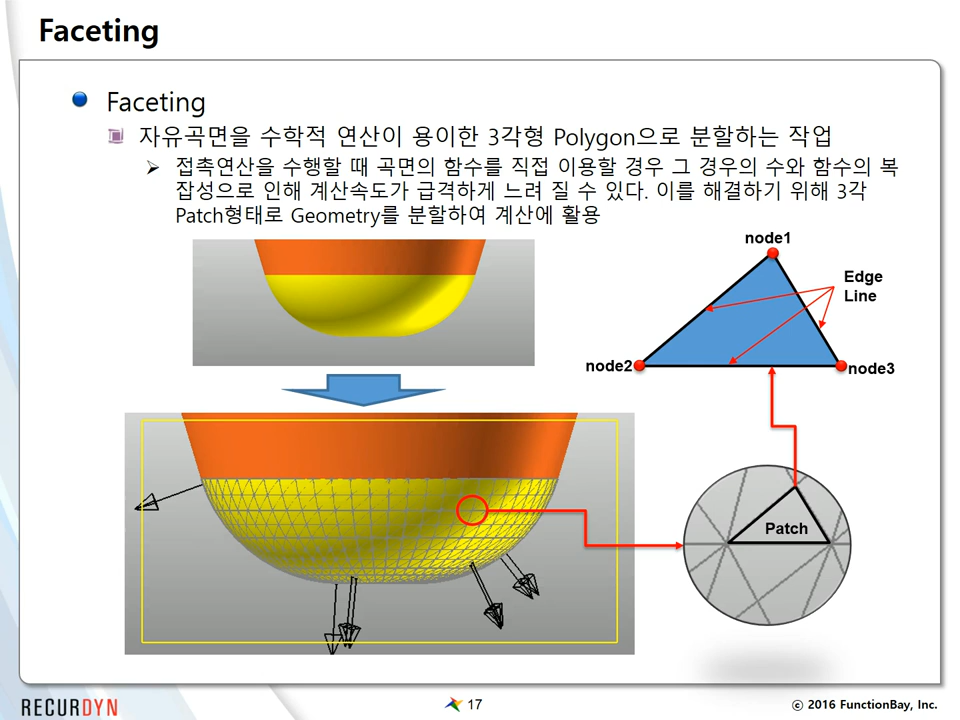 Faceting
Faceting
자유곡면을 수학적 연산이 용이한 3각형 Polygon으로 분할하는 작업
접촉연산을 수행할 때 곡면의 함수를 직접 이용할 경우 그 경우의 수와 함수의 복
잡성으로 인해 계산속도가 급격하게 느려 질 수 있다. 이를 해결하기 위해 3각
Patch형태로 Geometry를 분할하여 계산에 활용
node1
Edge
Line
node2
node3
Patch
RECURDYN
17
© 2016 FunctionBay, Inc.